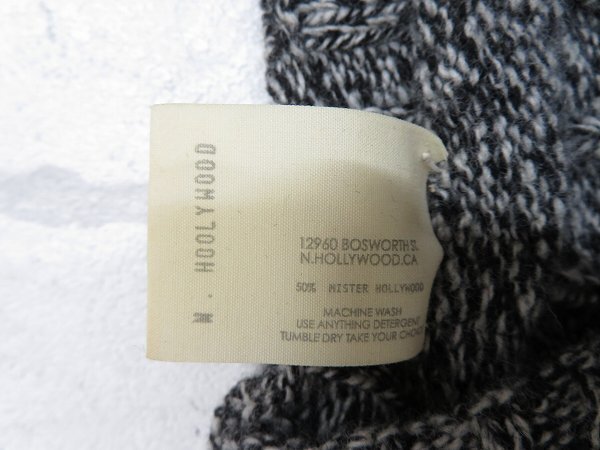 N. HOOLYWOOD
12960 BOSWORTH ST.
N.HOLLYWOOD.CA
50% MISTER HOLLYWOOD
MACHINE WASH
USE ANYTHING DETERGENT
TUMBLE DRY TAKE YOUR CHOICE